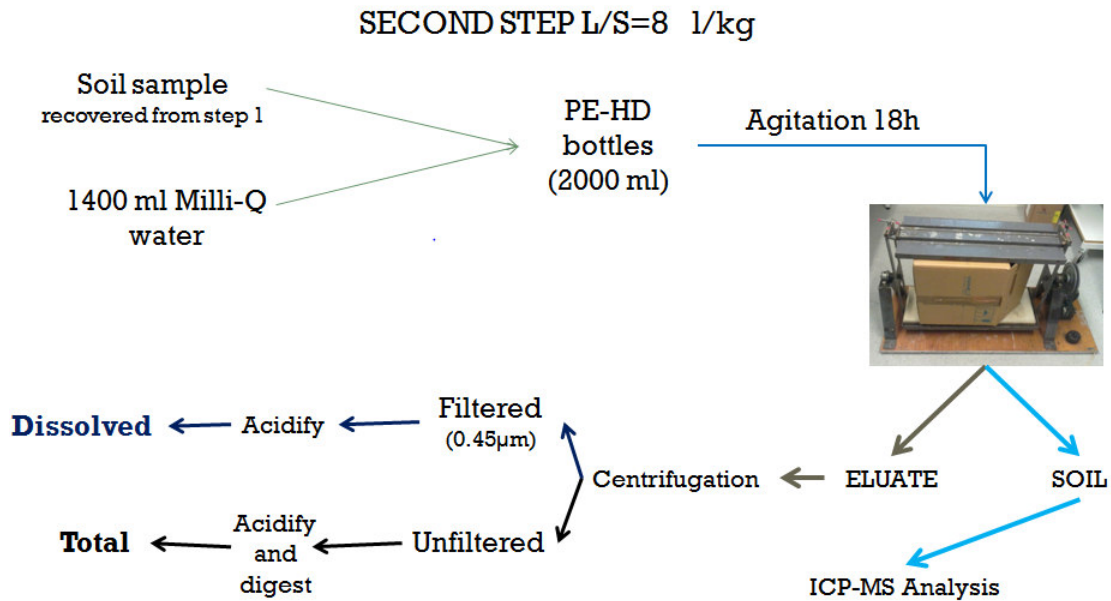 SECOND STEP L/S=8 l/kg
Soil sample
recovered from step 1
1400 ml Milli-Q
water
PE-HD
bottles
(2000 ml)
Agitation 18h
Dissolved
Acidify
Filtered
(0.45µm)
Centrifugation
ELUATE
SOIL
Total
Acidify
and
digest
Unfiltered
ICP-MS Analysis